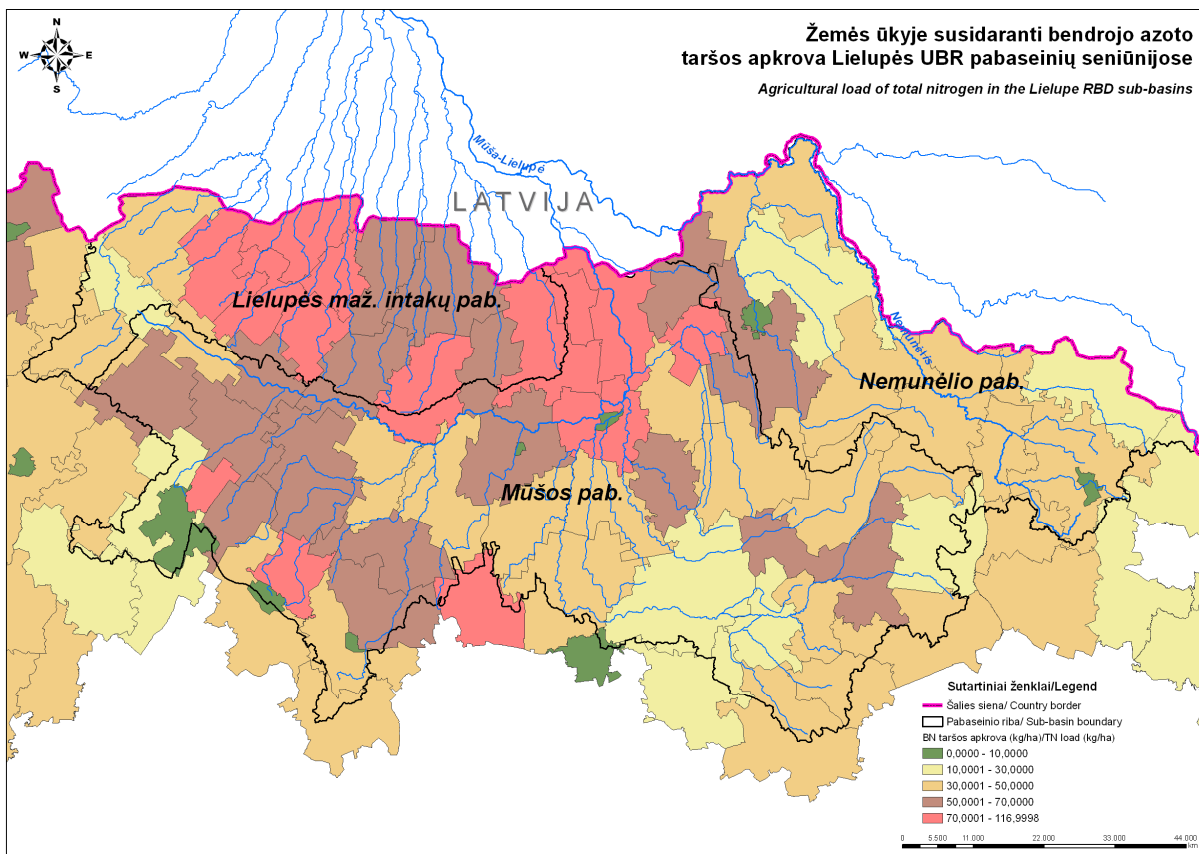 Žemės ūkyje susidaranti bendrojo azoto
taršos apkrova Lielupės UBR pabaseinių seniūnijose
Agricultural load of total nitrogen in the Lielupe RBD sub-basins
N
W E
S
Mūša-Lielupė
LATVIJA
Lielupės maž. intakų pab.
Nemunėlis
Nemunėlio pab.
Mūšos pab.
Sutartiniai ženklai/Legend
Šalies siena/ Country border
Pabaseinio riba/ Sub-basin boundary
BN taršos apkrova (kg/ha)/TN load (kg/ha)
0,0000 - 10,0000
10,0001 - 30,0000
30,0001 - 50,0000
50,0001 - 70,0000
70,0001 - 116,9998
0 5.500 11.000 22.000 33.000 44.000
km